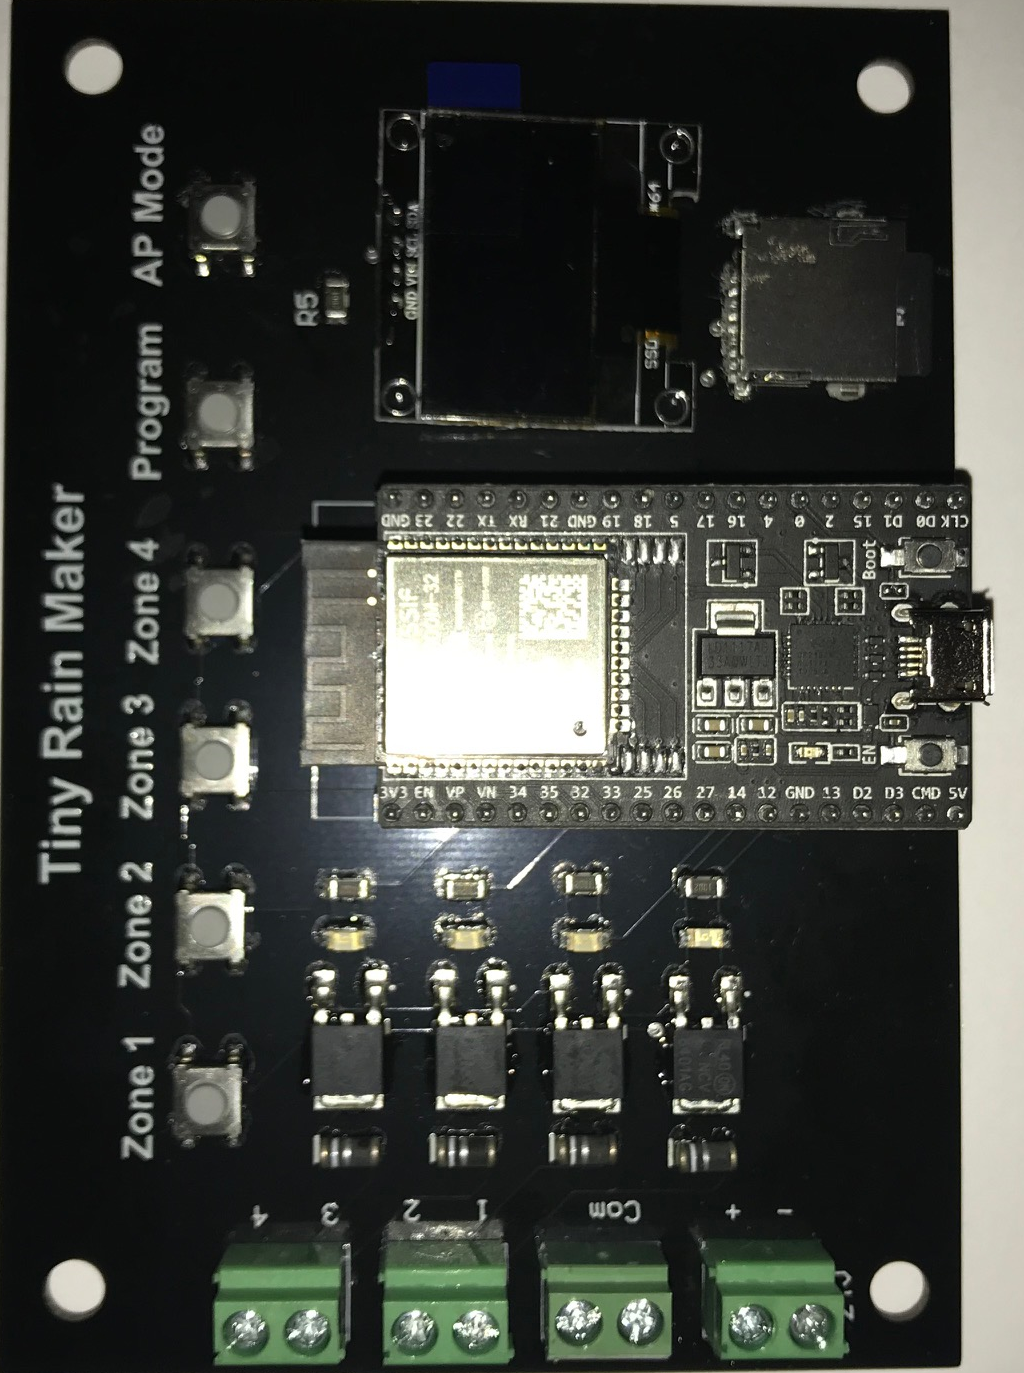 Tiny Rain Maker
AP Mode
Program
Zone 4
Zone 3
Zone 2
Zone 1
R5
GND VCC SCL SDA
GND 23 22 TX RX 21 GND 19 18 5 17 16 4 0 2 15 D1 D0 CLK
Boot
EN
3V3 EN VP VN 34 35 32 33 25 26 27 14 12 GND 13 D2 D3 CMD 5V
4 3 2 1 Com + -